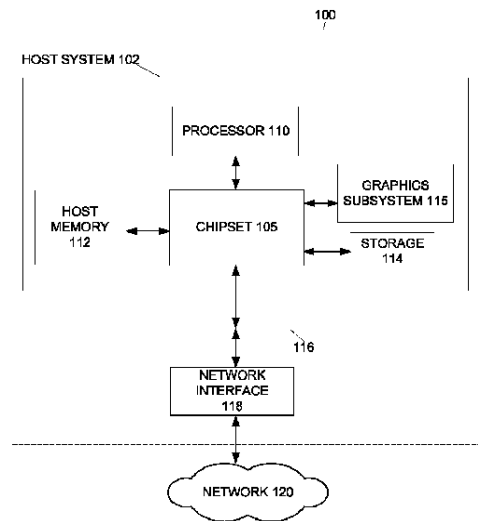 100
HOST SYSTEM 102
PROCESSOR 110
GRAPHICS
SUBSYSTEM 115
HOST
MEMORY
112
CHIPSET 105
STORAGE
114
116
NETWORK
INTERFACE
118
NETWORK 120